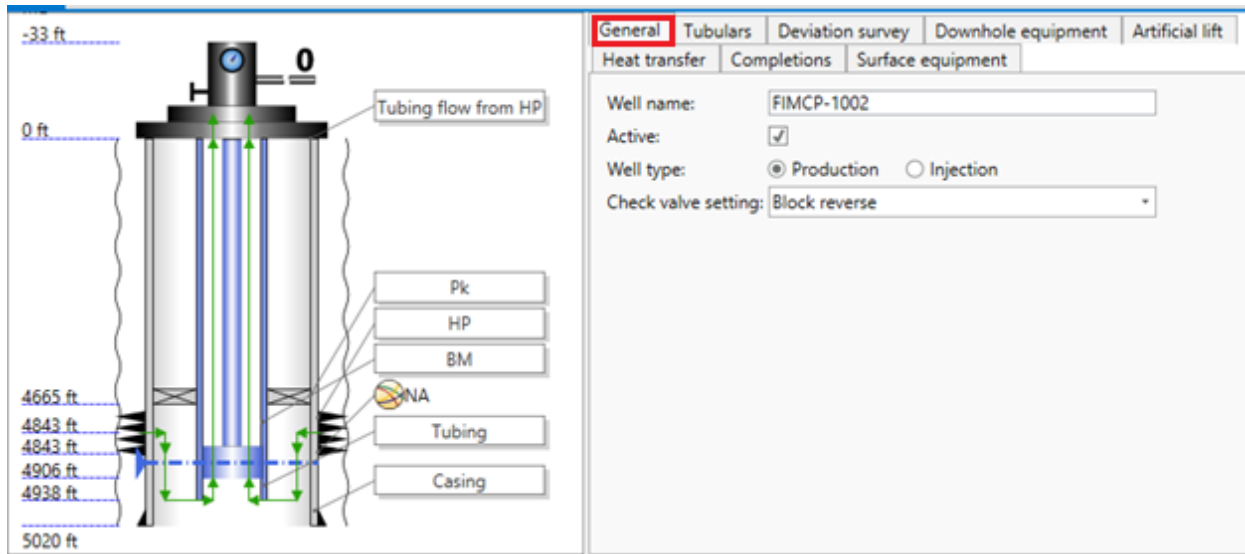 -33 ft
0
0 ft
Tubing flow from HP
Pk
HP
BM
NA
Tubing
Casing
4665 ft
4843 ft
4843 ft
4906 ft
4938 ft
5020 ft
General Tubulars Deviation survey Downhole equipment Artificial lift
Heat transfer Completions Surface equipment
Well name: FIMCP-1002
Active:
Well type: Production Injection
Check valve setting: Block reverse